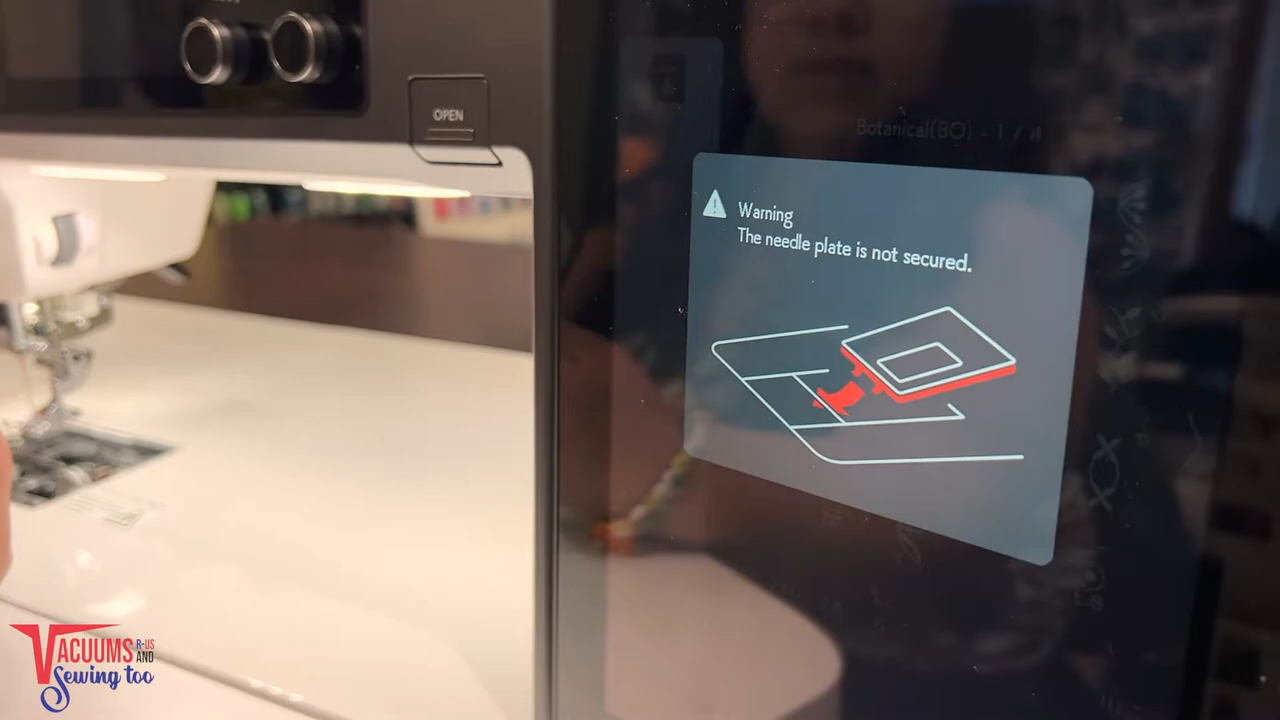 OPEN
Botanical(BO) - 1 / 4
Warning
The needle plate is not secured.
VACUUMS R-US
AND
Sewing too